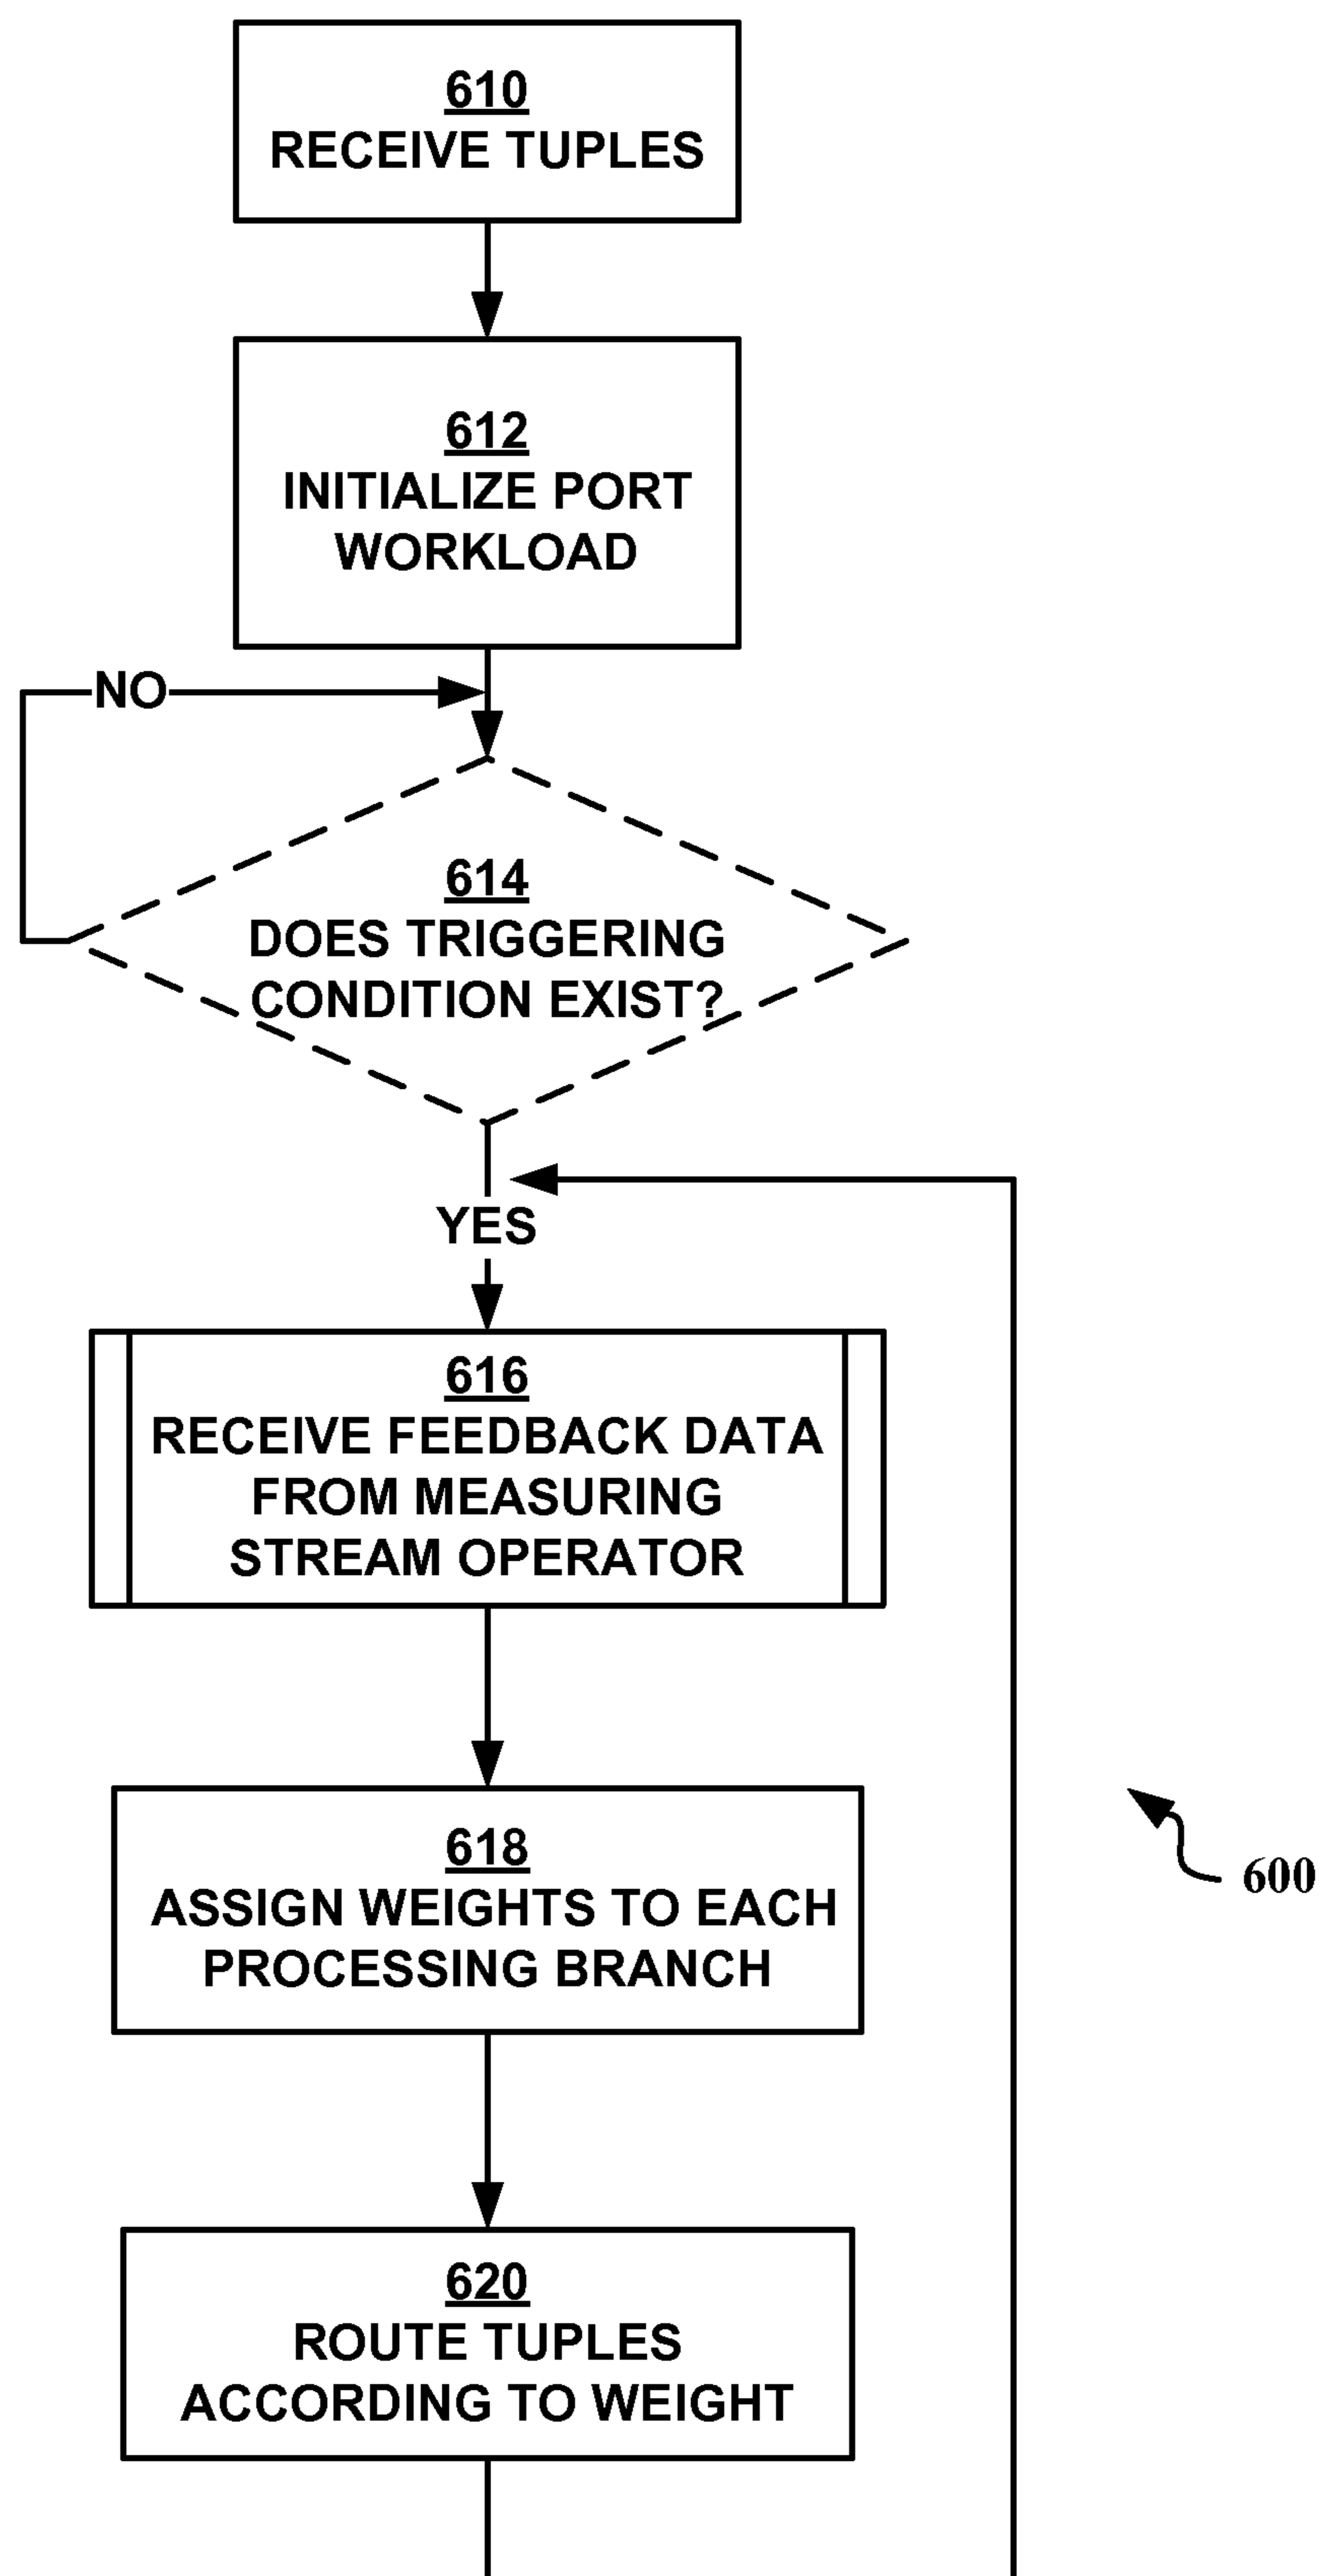 610
RECEIVE TUPLES
612
INITIALIZE PORT
WORKLOAD
NO
614
DOES TRIGGERING
CONDITION EXIST?
YES
616
RECEIVE FEEDBACK DATA
FROM MEASURING
STREAM OPERATOR
618
ASSIGN WEIGHTS TO EACH
PROCESSING BRANCH
600
620
ROUTE TUPLES
ACCORDING TO WEIGHT